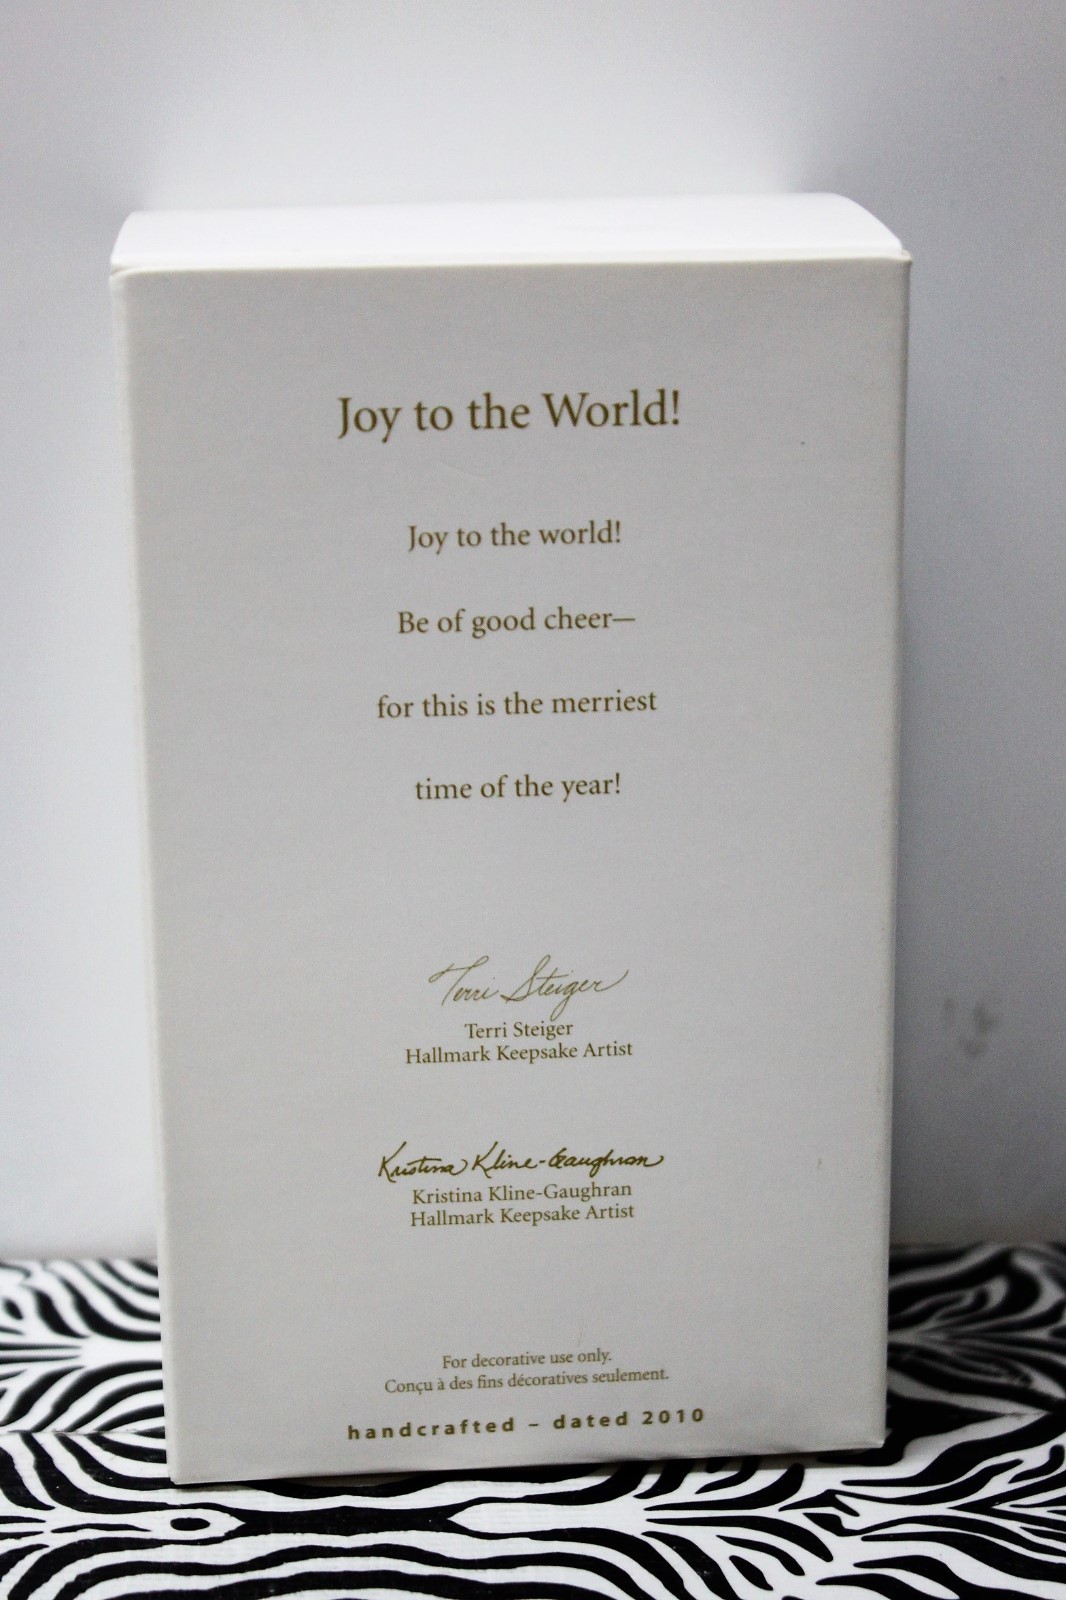 Joy to the World!
Joy to the world!
Be of good cheer—
for this is the merriest
time of the year!
Terri Steiger
Terri Steiger
Hallmark Keepsake Artist
Kristina Kline-Gaughran
Kristina Kline-Gaughran
Hallmark Keepsake Artist
For decorative use only.
Conçu à des fins décoratives seulement.
handcrafted – dated 2010